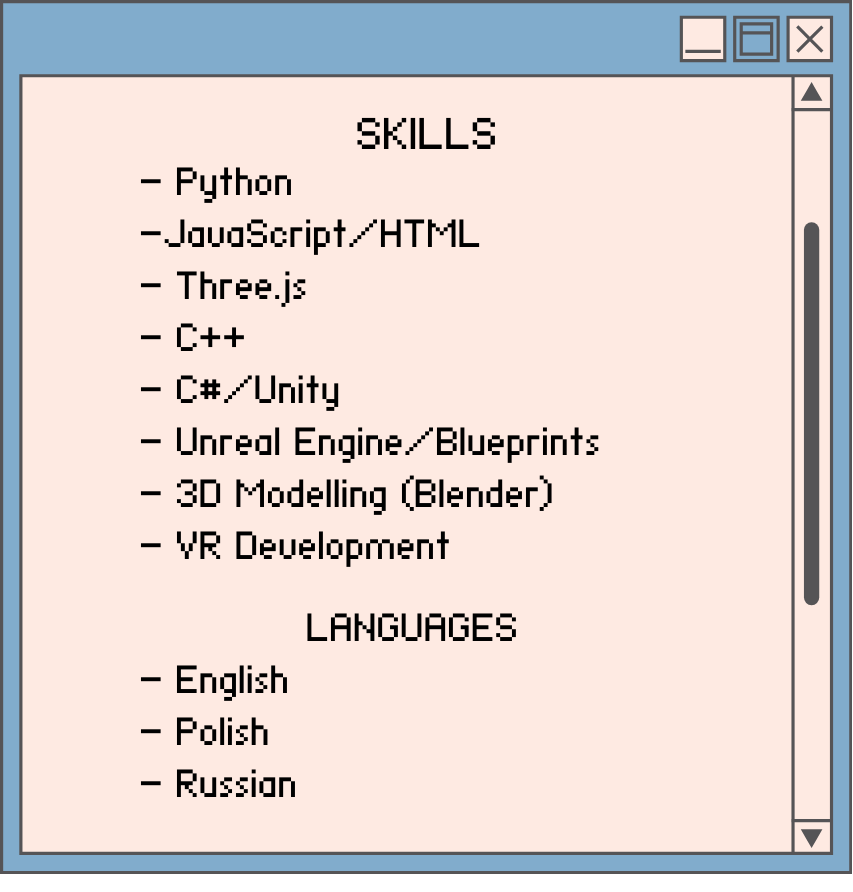 SKILLS
- Python
-JavaScript/HTML
- Three.js
- C++
- C#/Unity
- Unreal Engine/Blueprints
- 3D Modelling (Blender)
- VR Development
LANGUAGES
- English
- Polish
- Russian